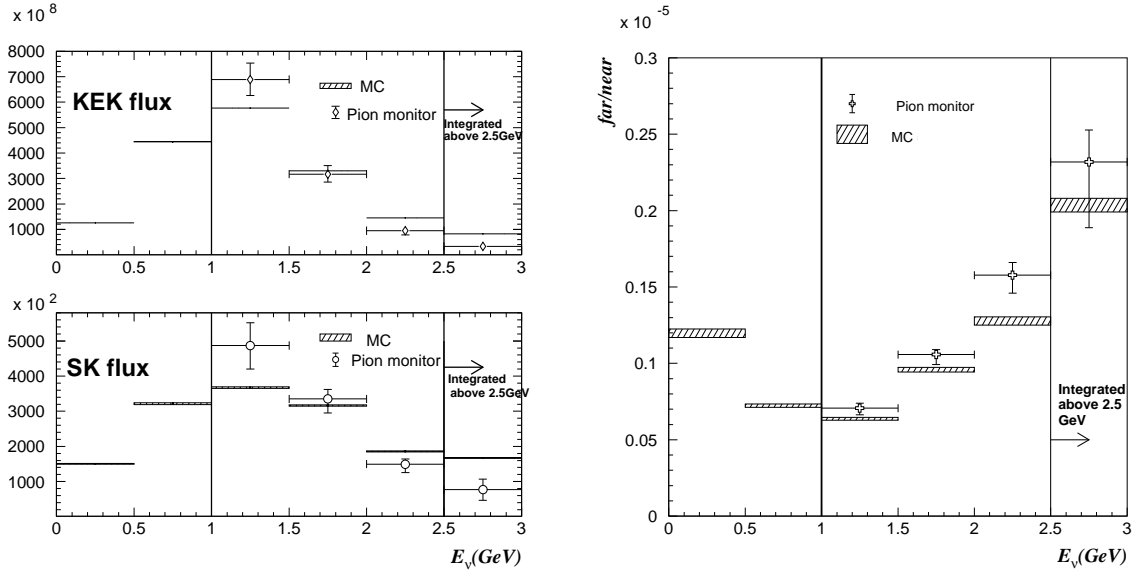 x 10 8
8000
7000
6000
5000
4000
3000
2000
1000
0 0.5 1 1.5 2 2.5 3
KEK flux
MC
Pion monitor
Integrated
above 2.5GeV
x 10 2
5000
4000
3000
2000
1000
0 0.5 1 1.5 2 2.5 3
SK flux
MC
Pion monitor
Integrated
above 2.5GeV
Eν(GeV)
x 10 -5
far/near
0.3
0.25
0.2
0.15
0.1
0.05
0
0 0.5 1 1.5 2 2.5 3
Pion monitor
MC
Integrated
above 2.5
GeV
Eν(GeV)